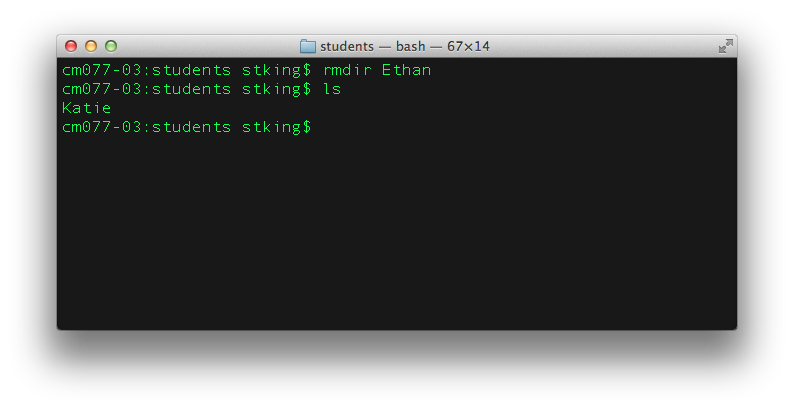 students — bash — 67×14
cm077-03:students stking$ rmdir Ethan
cm077-03:students stking$ ls
Katie
cm077-03:students stking$